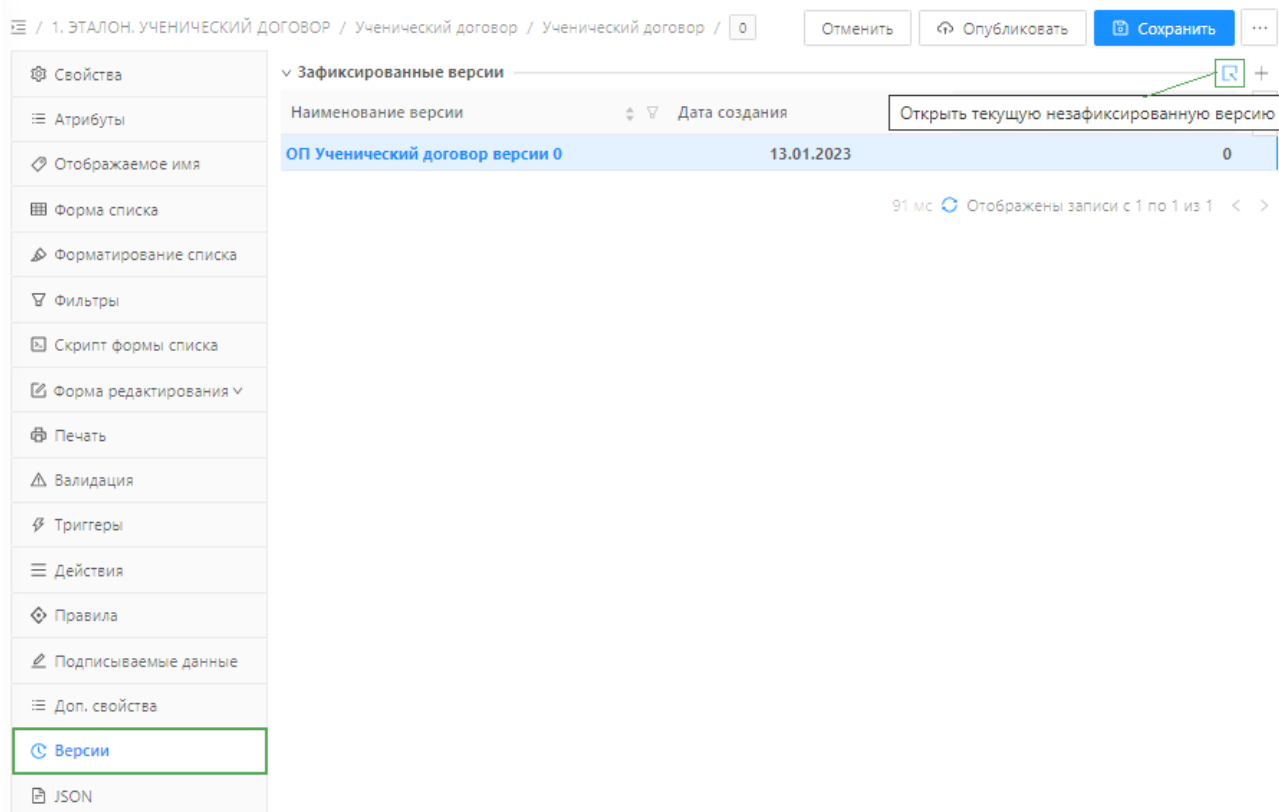 / 1. ЭТАЛОН. УЧЕНИЧЕСКИЙ ДОГОВОР / Ученический договор / Ученический договор / 0
Отменить
Опубликовать
Сохранить
...
Свойства
Атрибуты
Отображаемое имя
Форма списка
Форматирование списка
Фильтры
Скрипт формы списка
Форма редактирования
Печать
Валидация
Триггеры
Действия
Правила
Подписываемые данные
Доп. свойства
Версии
JSON
Зафиксированные версии
Наименование версии
Дата создания
Открыть текущую незафиксированную версию
ОП Ученический договор версии 0 13.01.2023 0
91 мс Отображены записи с 1 по 1 из 1 < >